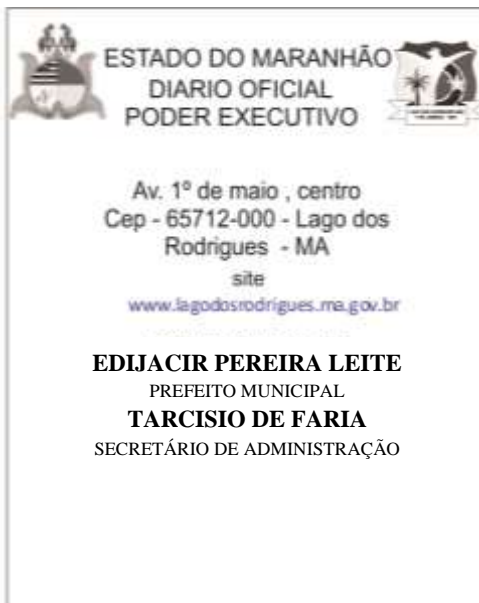 ESTADO DO MARANHÃO
DIARIO OFICIAL
PODER EXECUTIVO
Av. 1º de maio , centro
Cep - 65712-000 - Lago dos
Rodrigues - MA
site
www.lagodosrodrigues.ma.gov.br
EDIJACIR PEREIRA LEITE
PREFEITO MUNICIPAL
TARCISIO DE FARIA
SECRETÁRIO DE ADMINISTRAÇÃO